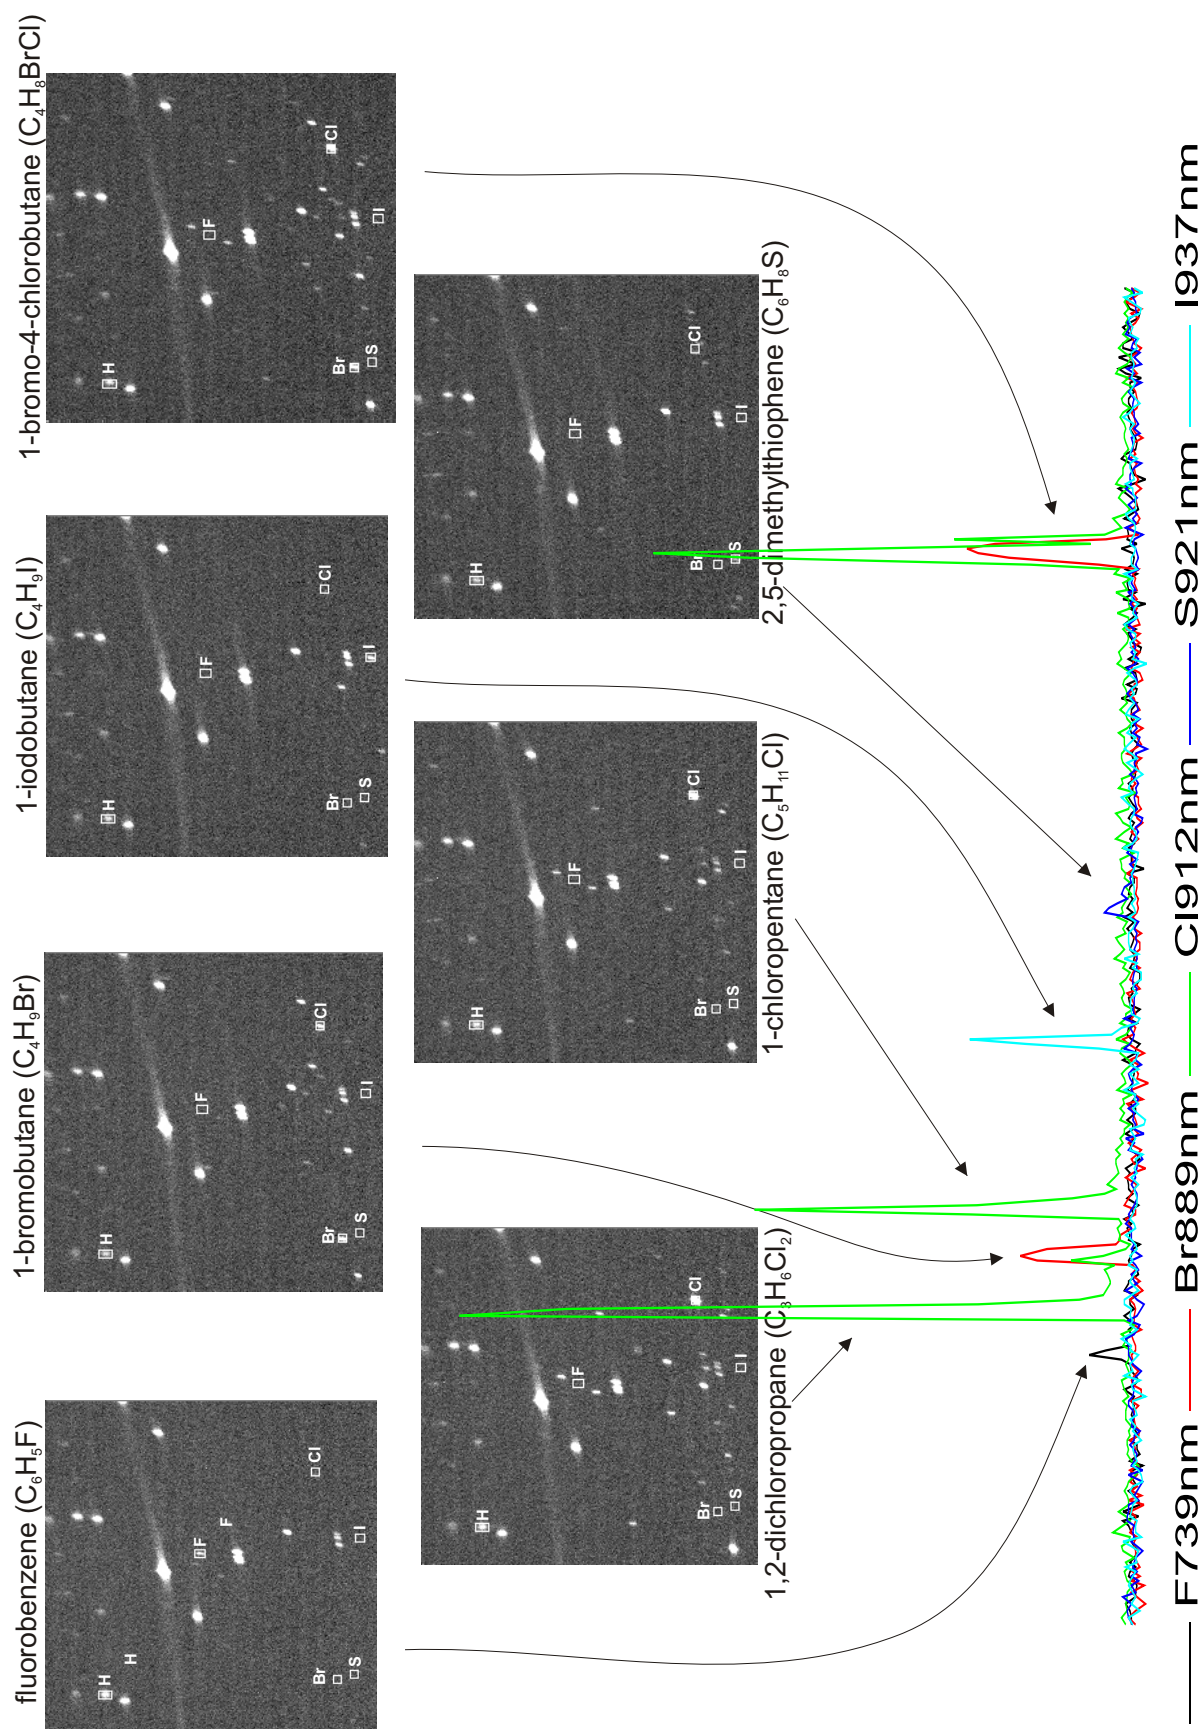 fluorobenzene (C₆H₅F)
1-bromobutane (C₄H₉Br)
1-iodobutane (C₄H₉I)
1-bromo-4-chlorobutane (C₄H₈BrCl)
H
H
F
F
Cl
Br
S
I
H
F
Cl
Br
S
I
H
F
Cl
Br
S
I
H
F
Cl
Br
S
I
H
F
Cl
Br
S
I
H
F
Cl
Br
S
I
H
F
Cl
Br
S
I
1,2-dichloropropane (C₃H₆Cl₂)
1-chloropentane (C₅H₁₁Cl)
2,5-dimethylthiophene (C₆H₈S)
F739nm
Br889nm
Cl912nm
S921nm
I937nm